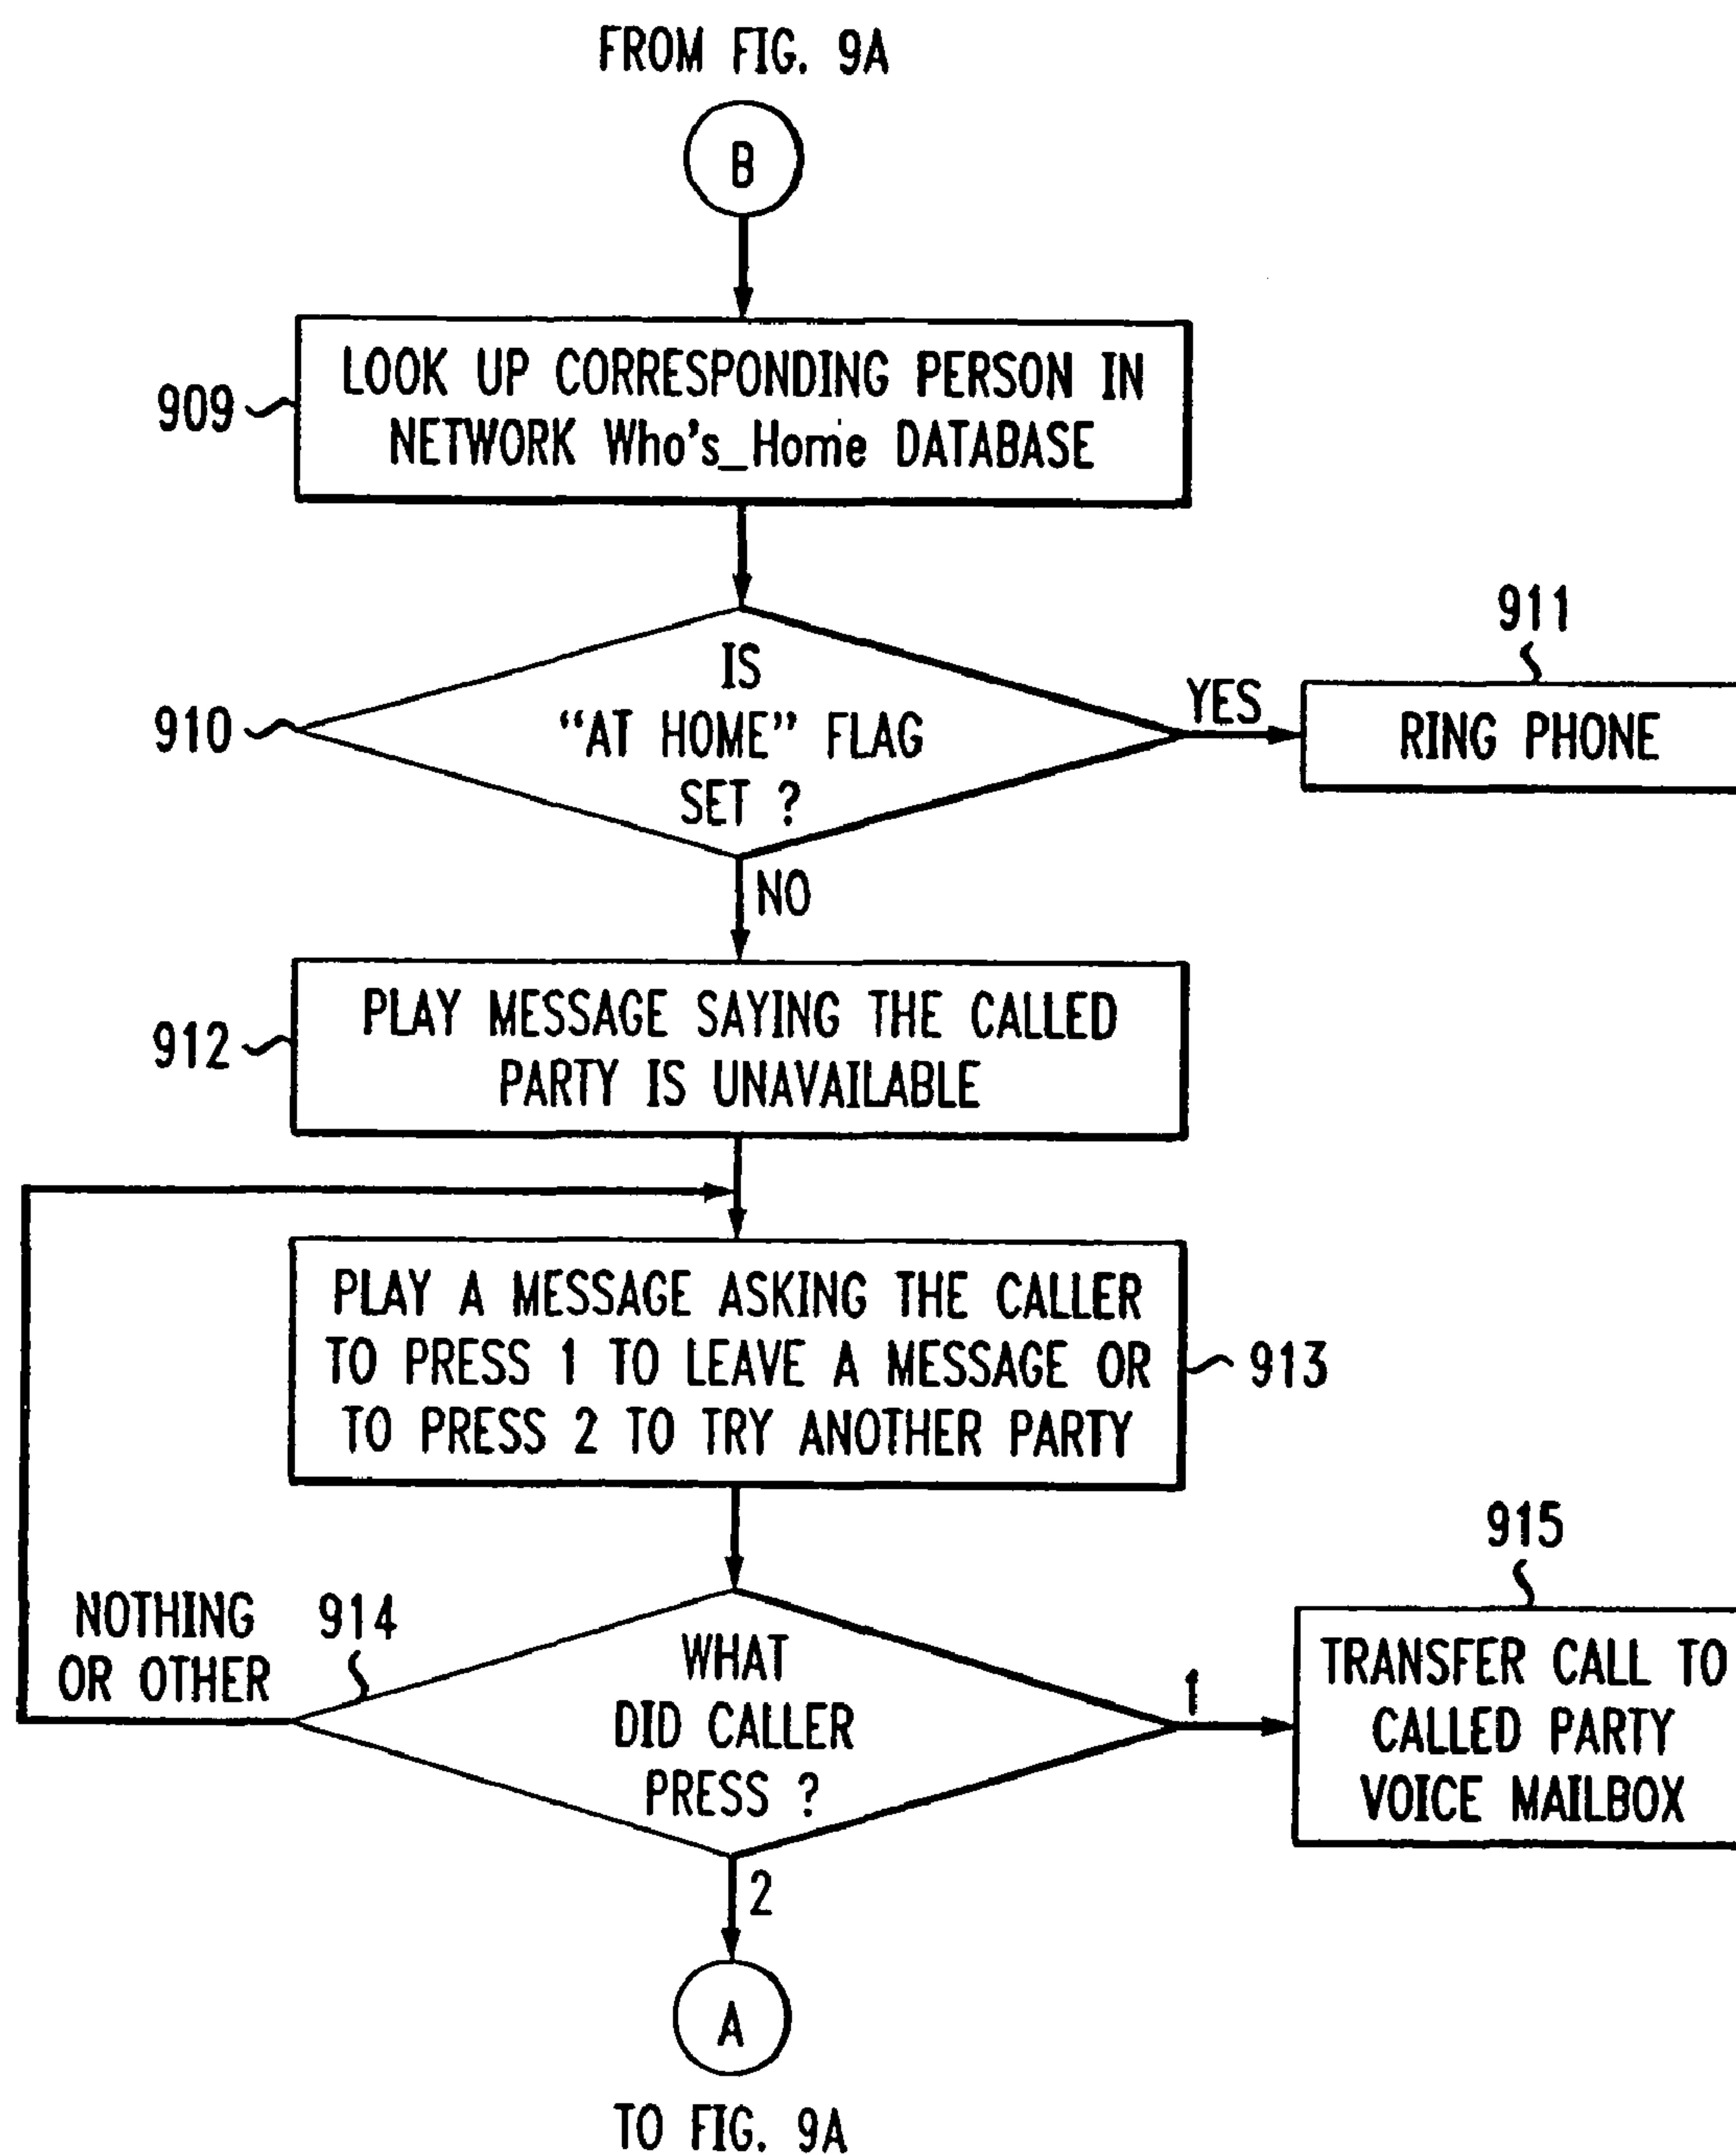 FROM FIG. 9A
B
909
LOOK UP CORRESPONDING PERSON IN
NETWORK Who's_Home DATABASE
910
IS
“AT HOME” FLAG
SET ?
YES
911
RING PHONE
NO
912
PLAY MESSAGE SAYING THE CALLED
PARTY IS UNAVAILABLE
PLAY A MESSAGE ASKING THE CALLER
TO PRESS 1 TO LEAVE A MESSAGE OR
TO PRESS 2 TO TRY ANOTHER PARTY
913
NOTHING
OR OTHER
914
WHAT
DID CALLER
PRESS ?
1
915
TRANSFER CALL TO
CALLED PARTY
VOICE MAILBOX
2
A
TO FIG. 9A